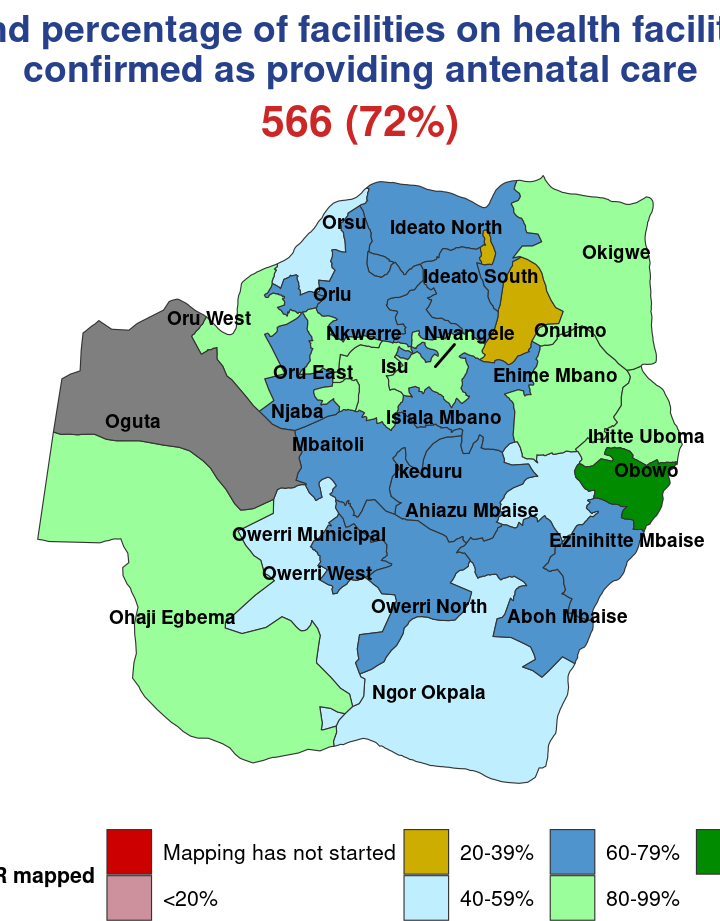 nd percentage of facilities on health facilit
confirmed as providing antenatal care
566 (72%)
Orsu
Ideato North
Okigwe
Ideato South
Orlu
Oru West
Nkwerre
Nwangele
Onuimo
Isu
Oru East
Ehime Mbano
Njaba
Isiala Mbano
Oguta
Mbaitoli
Ihitte Uboma
Ikeduru
Obowo
Ahiazu Mbaise
Owerri Municipal
Ezinihitte Mbaise
Owerri West
Owerri North
Ohaji Egbema
Aboh Mbaise
Ngor Okpala
R mapped
Mapping has not started
20-39%
60-79%
<20%
40-59%
80-99%